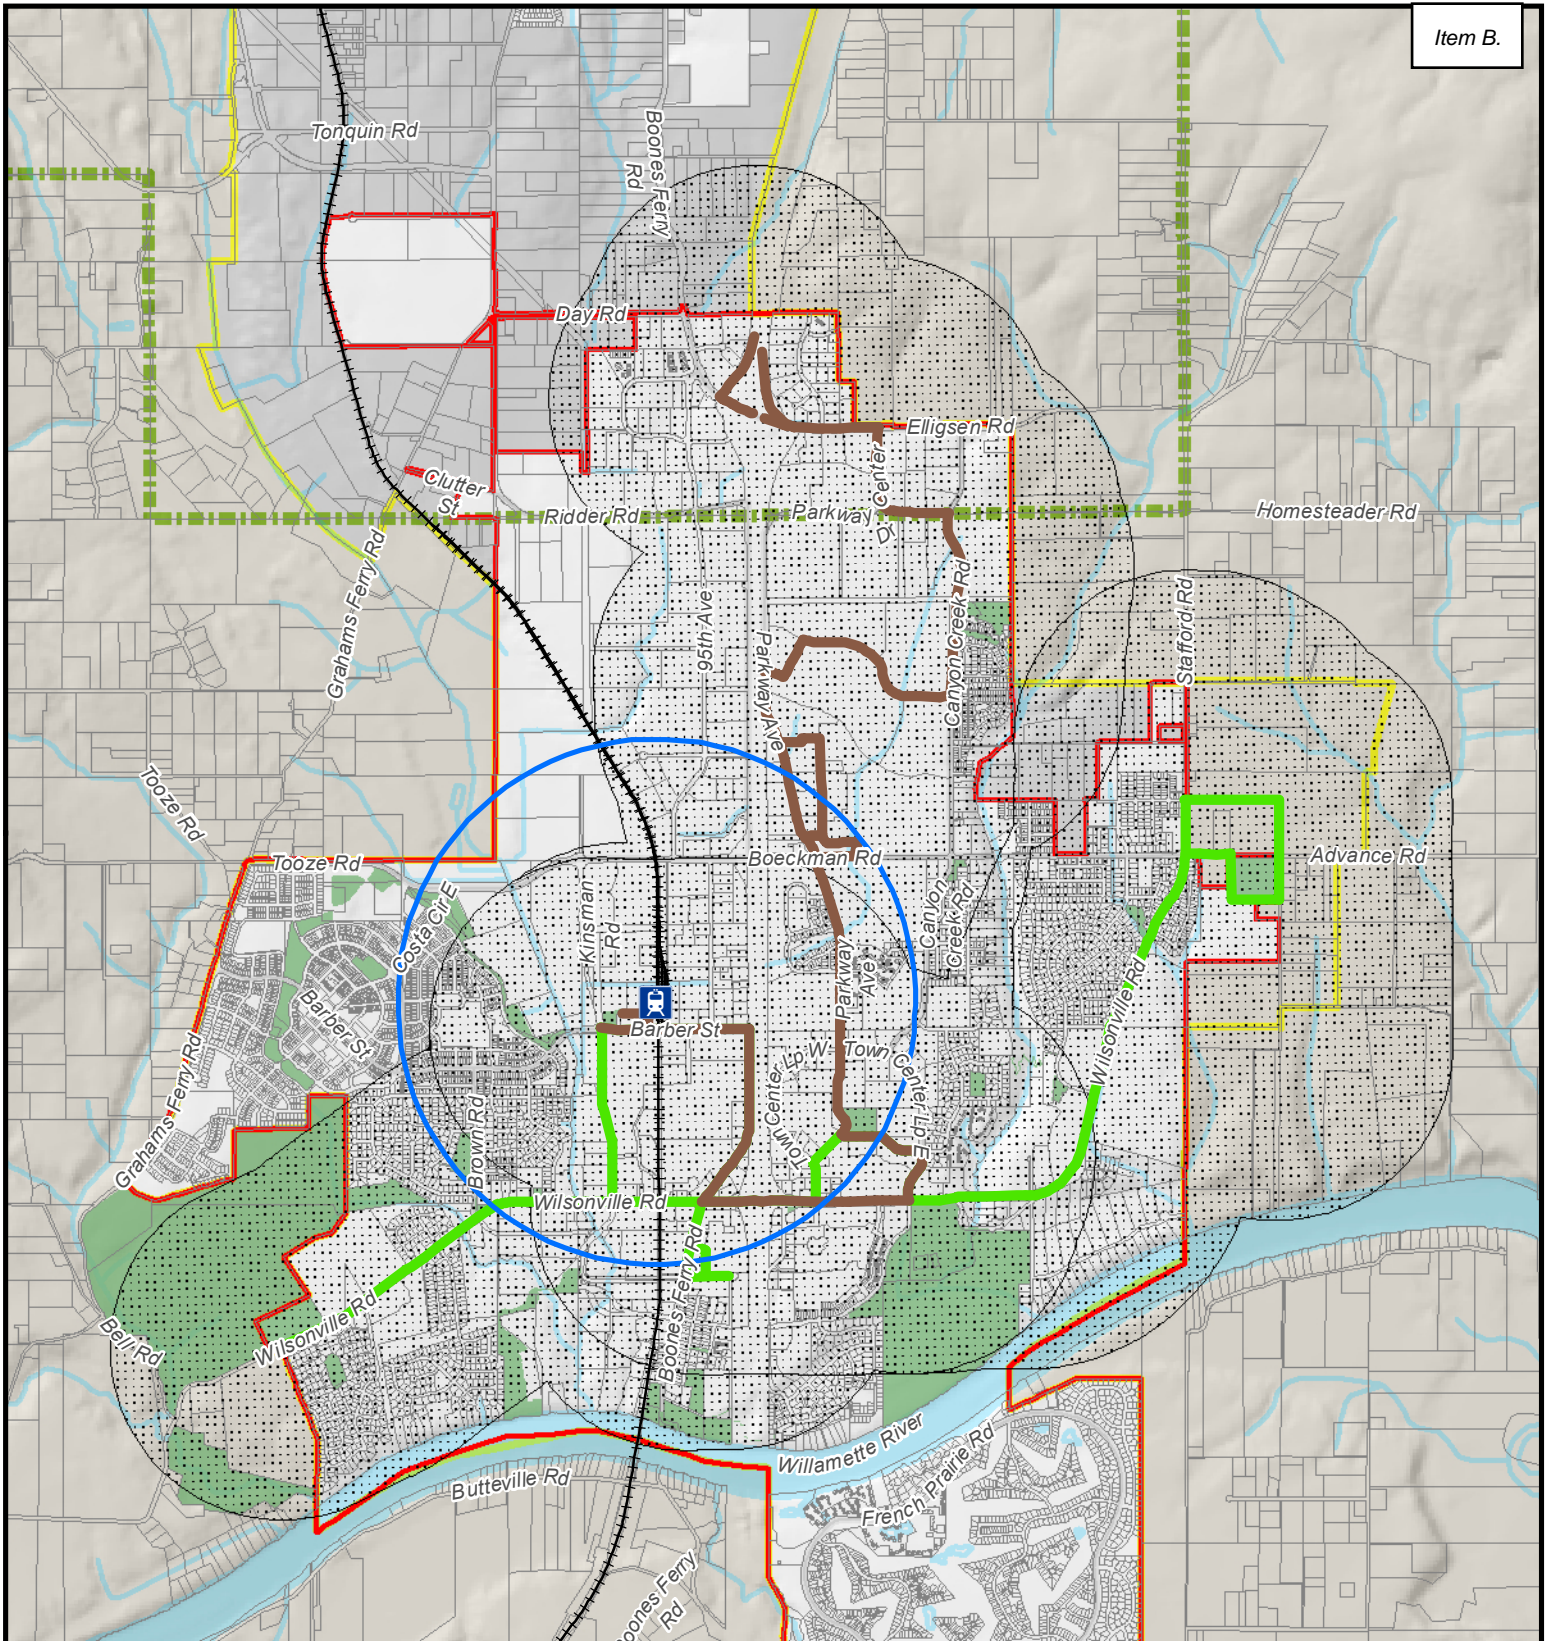 Item B.
Tonquin Rd
Boones Ferry
Rd
Day Rd
Elligsen Rd
Clutter
St
Center
Ridder Rd
Parkway
Dr
Homesteader Rd
Grahams Ferry Rd
95th Ave
Canyon Creek Rd
Stafford Rd
Parkway Ave
Tooze Rd
Tooze Rd
Boeckman Rd
Advance Rd
Costa Cir E
Kinsman
Rd
Canyon
Creek Rd
Parkway
Ave
Barber St
Barber St
Wilsonville Rd
Town Center Lp W
Town Center Lp E
Grahams Ferry Rd
Brown Rd
Wilsonville Rd
Boones Ferry Rd
Wilsonville Rd
Bell Rd
Willamette River
Butteville Rd
French Prairie Rd
Boones Ferry
Rd